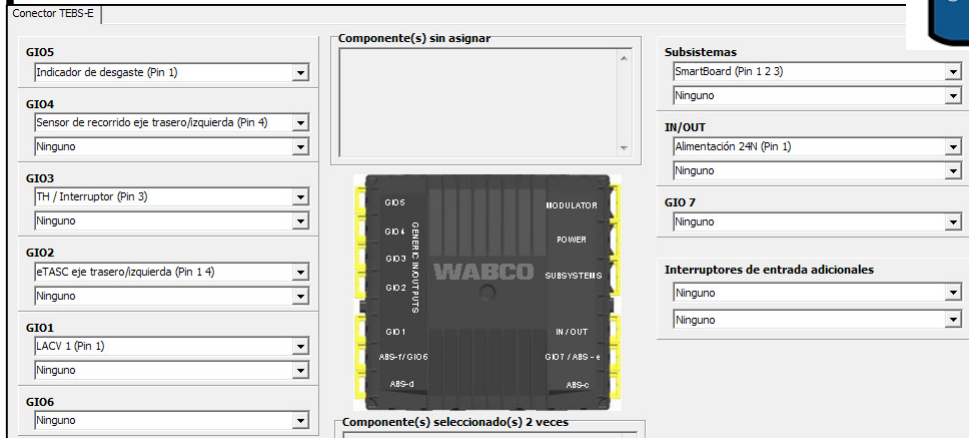 Conector TEBS-E
GIO5
Indicador de desgaste (Pin 1)
GIO4
Sensor de recorrido eje trasero/izquierda (Pin 4)
Ninguno
GIO3
TH / Interruptor (Pin 3)
Ninguno
GIO2
eTASC eje trasero/izquierda (Pin 1 4)
Ninguno
GIO1
LACV 1 (Pin 1)
Ninguno
GIO6
Ninguno
Componente(s) sin asignar
GIO5
GIO4
GIO3
GIO2
GIO1
ABS-f/GIO6
ABS-d
GENERIC IN/OUTPUTS
WABCO
MODULATOR
POWER
SUBSYSTEMS
IN/OUT
GIO7/ABS-e
ABS-c
Componente(s) seleccionado(s) 2 veces
Subsistemas
SmartBoard (Pin 1 2 3)
Ninguno
IN/OUT
Alimentación 24N (Pin 1)
Ninguno
GIO 7
Ninguno
Interruptores de entrada adicionales
Ninguno
Ninguno